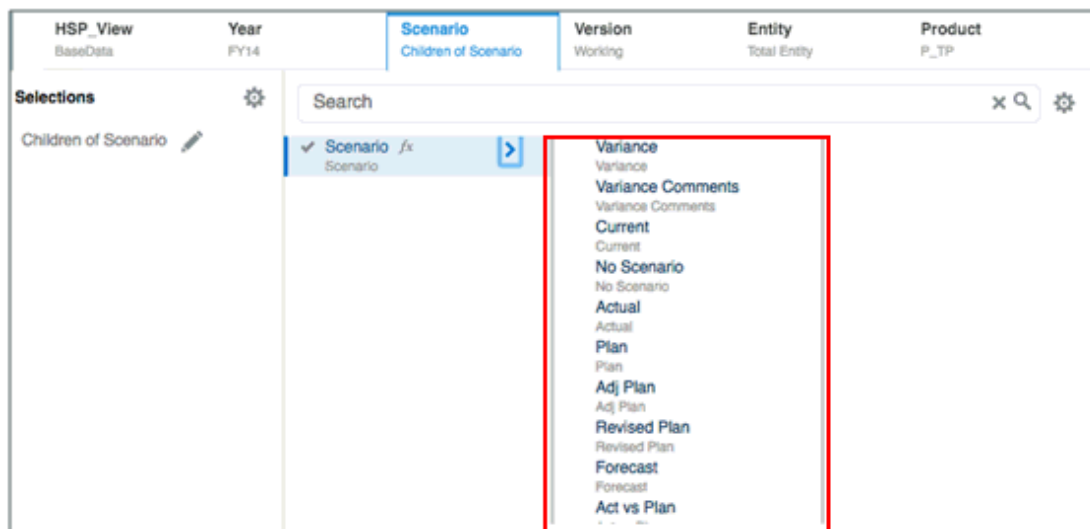 HSP_View Year Scenario Version Entity Product
BaseData FY14 Children of Scenario Working Total Entity P_TP
Selections
Search
Children of Scenario
Scenario fx
Scenario
Variance
Variance
Variance Comments
Variance Comments
Current
Current
No Scenario
No Scenario
Actual
Actual
Plan
Plan
Adj Plan
Adj Plan
Revised Plan
Revised Plan
Forecast
Forecast
Act vs Plan